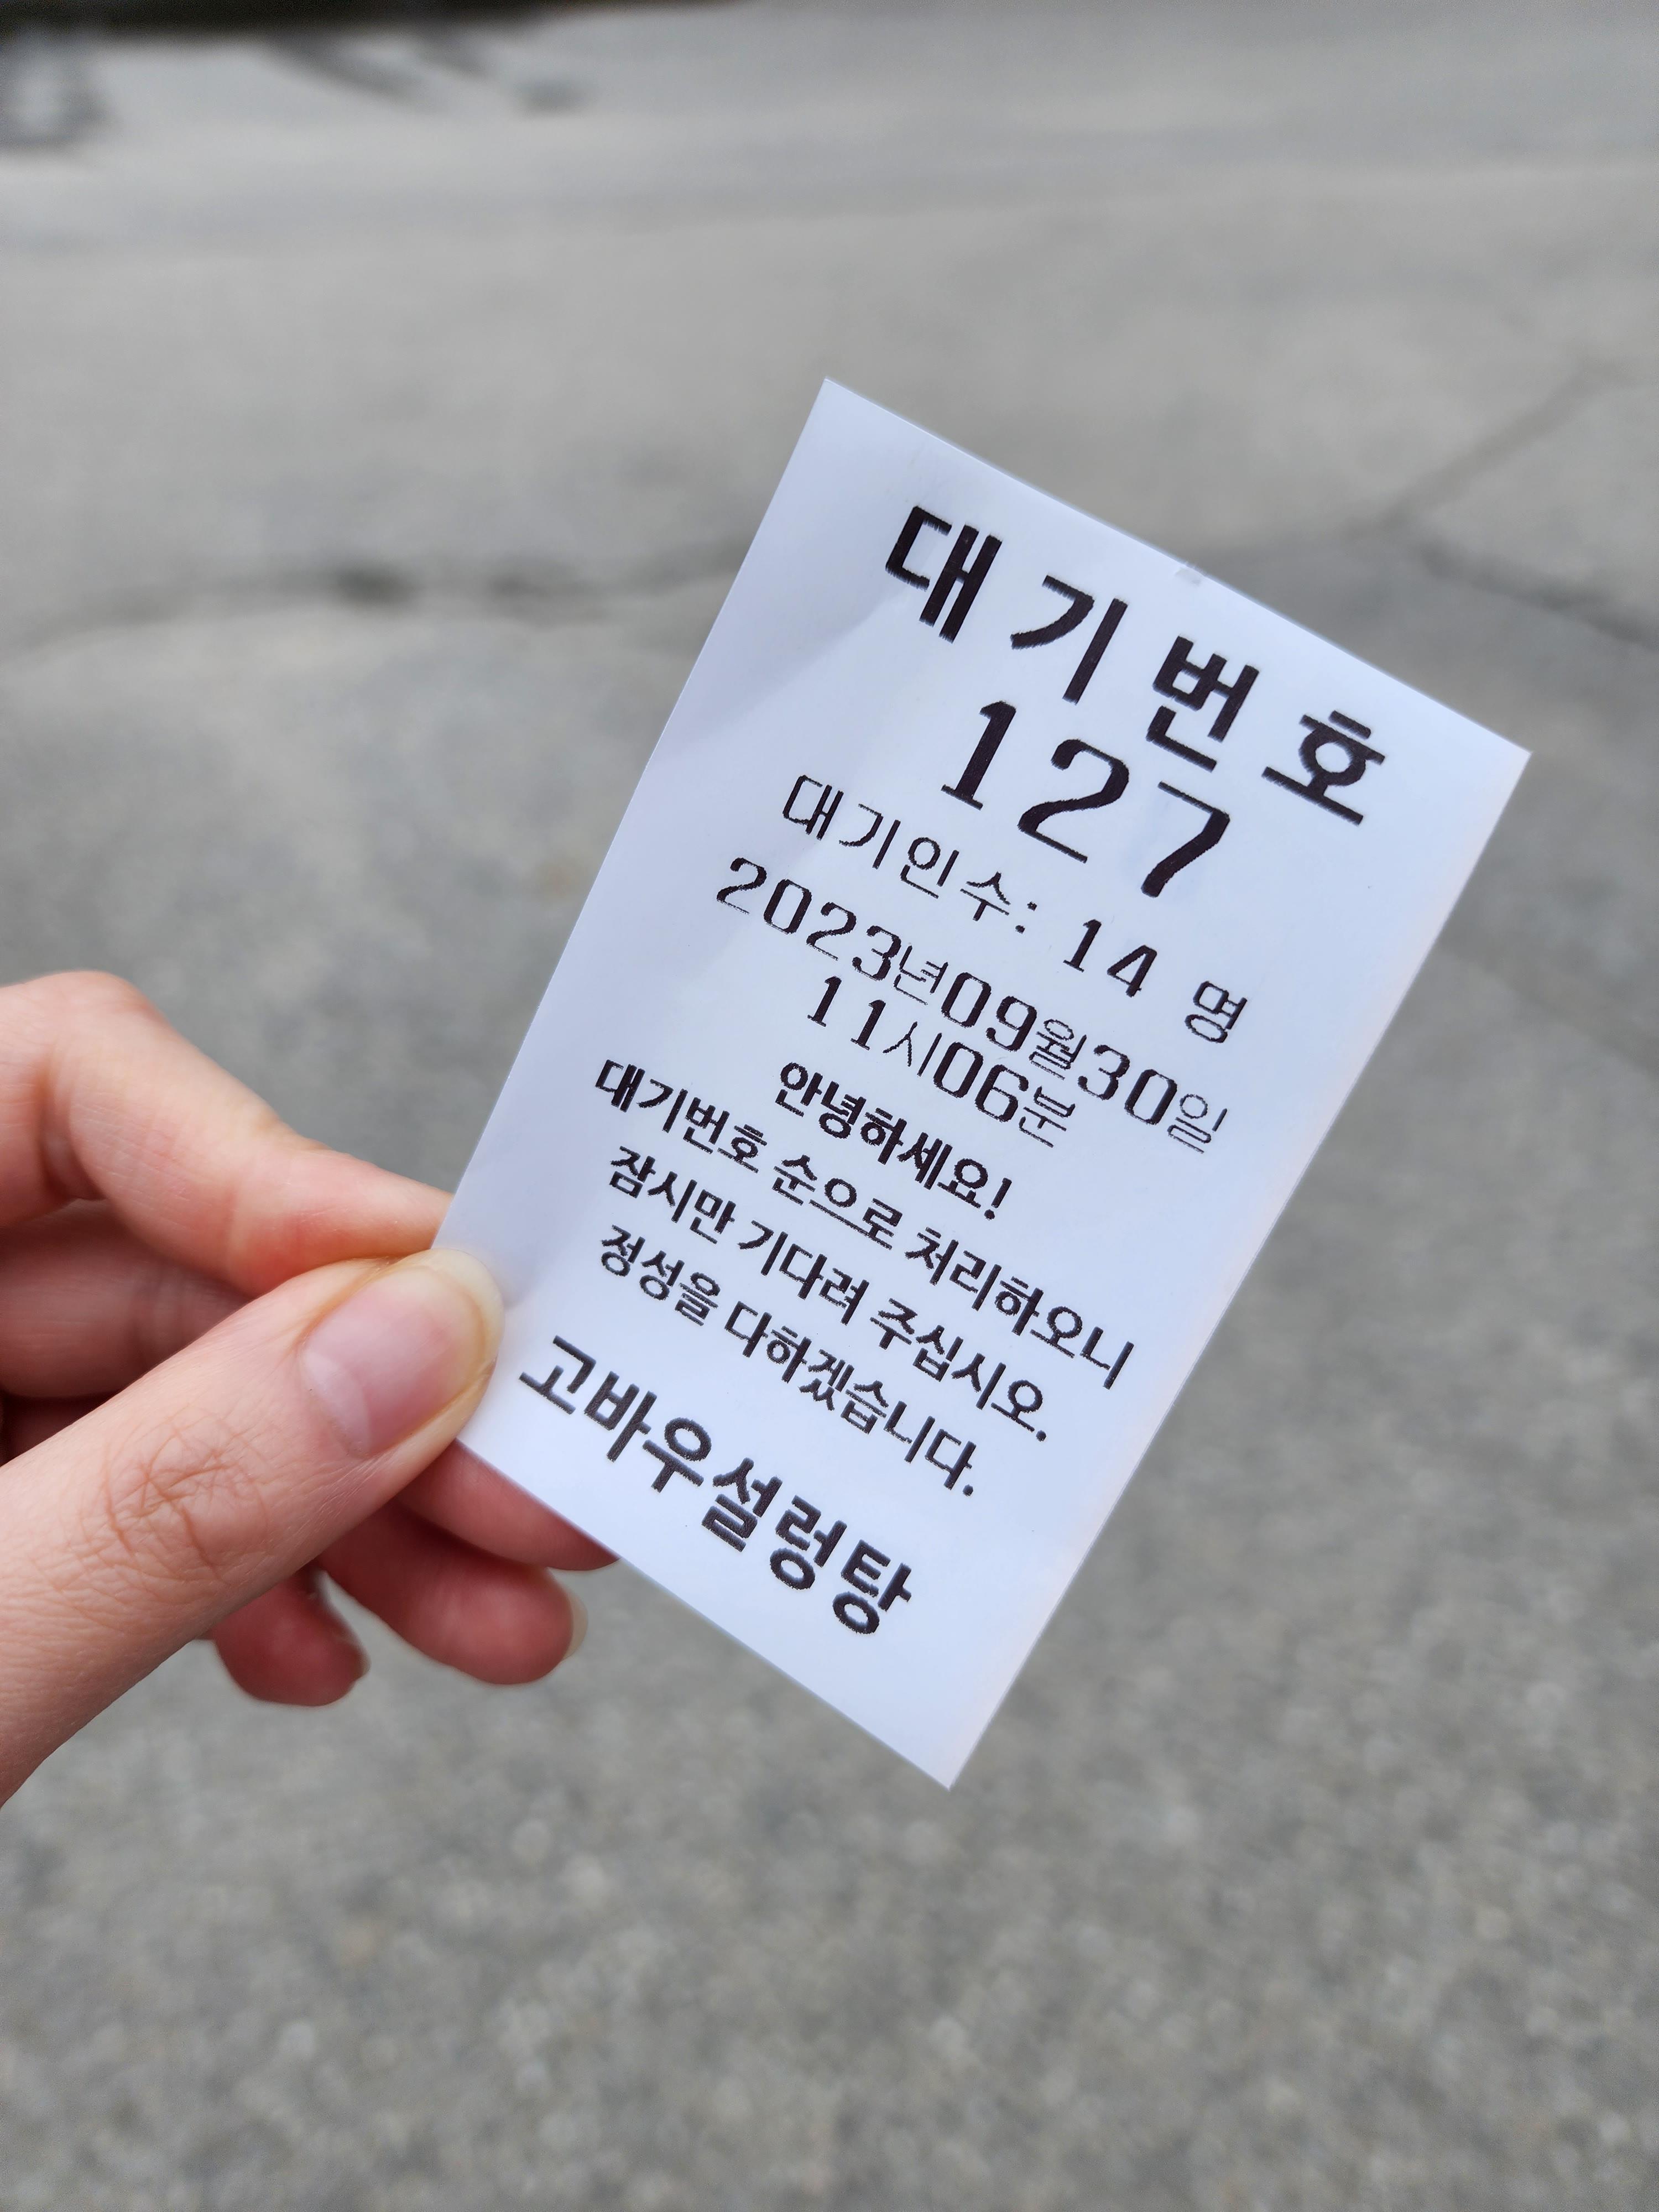 대기번호
127
대기인수: 14 명
2023년09월30일
11시06분
안녕하세요!
대기번호 순으로 처리하오니
잠시만 기다려 주십시오.
정성을 다하겠습니다.
고바우설렁탕